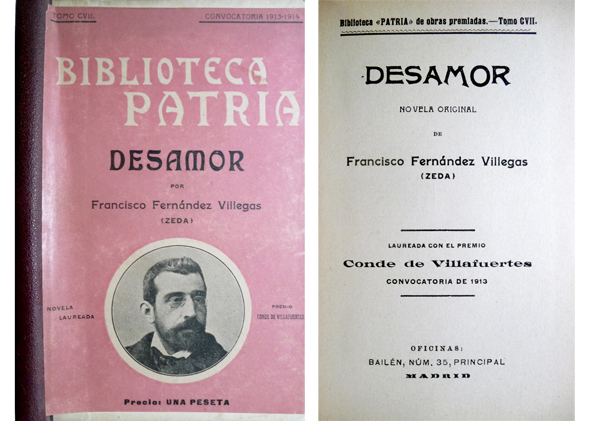 TOMO CVII. CONVOCATORIA 1913-1914
BIBLIOTECA
PATRIA
DESAMOR
POR
Francisco Fernández Villegas
(ZEDA)
NOVELA
LAUREADA
PREMIO
CONDE DE VILLAFUERTES
Precio: UNA PESETA
Biblioteca «PATRIA» de obras premiadas.—Tomo CVII.
DESAMOR
NOVELA ORIGINAL
DE
Francisco Fernández Villegas
(ZEDA)
LAUREADA CON EL PREMIO
Conde de Villafuertes
CONVOCATORIA DE 1913
OFICINAS:
BAILÉN, NÚM. 35, PRINCIPAL
MADRID